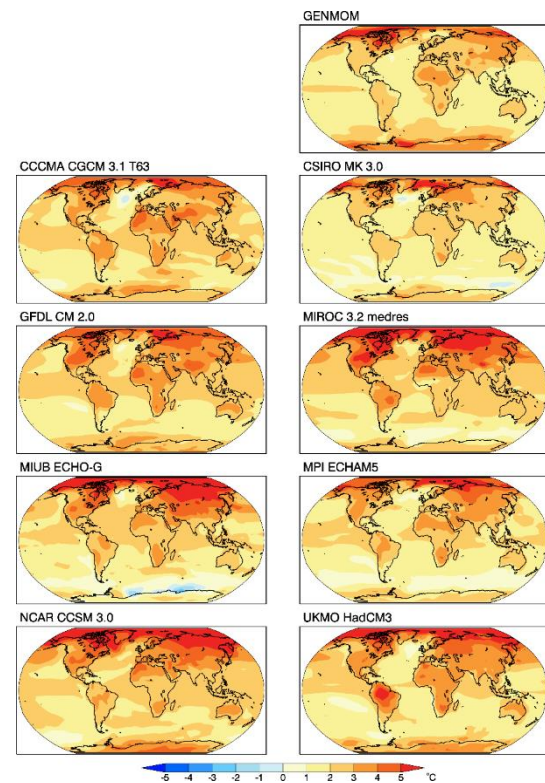 GENMOM
CCCMA CGCM 3.1 T63
CSIRO MK 3.0
GFDL CM 2.0
MIROC 3.2 medres
MIUB ECHO-G
MPI ECHAM5
NCAR CCSM 3.0
UKMO HadCM3
-5 -4 -3 -2 -1 0 1 2 3 4 5 °C